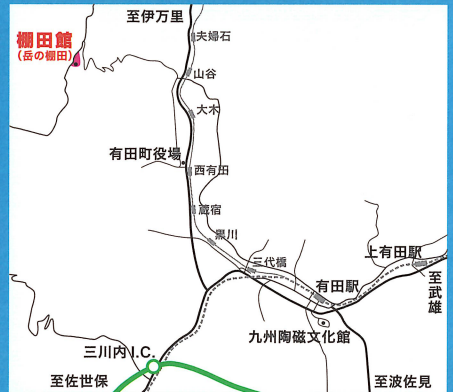 至伊万里
棚田館
(岳の棚田)
夫婦石
山谷
大木
有田町役場
西有田
蔵宿
黒川
三代橋
上有田駅
有田駅
至武雄
九州陶磁文化館
三川内I.C.
至佐世保
至波佐見